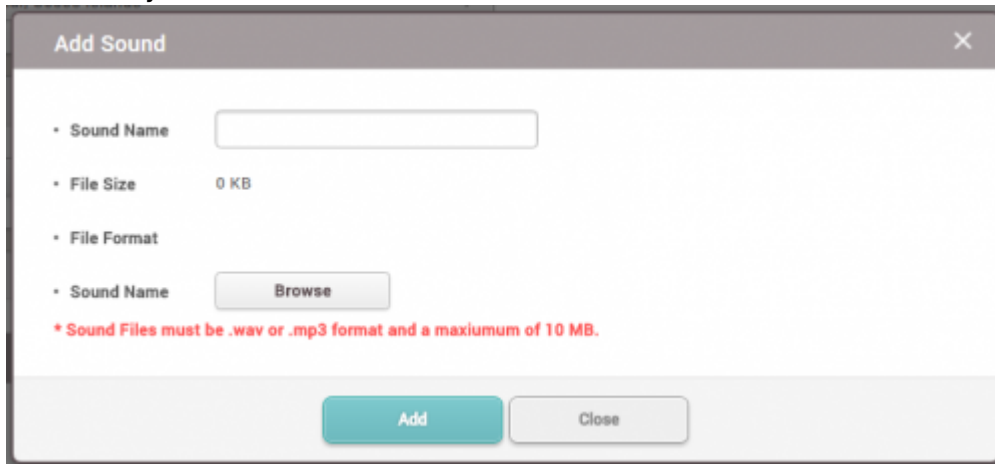 Add Sound
Sound Name
File Size 0 KB
File Format
Sound Name Browse
* Sound Files must be .wav or .mp3 format and a maxiumum of 10 MB.
Add Close